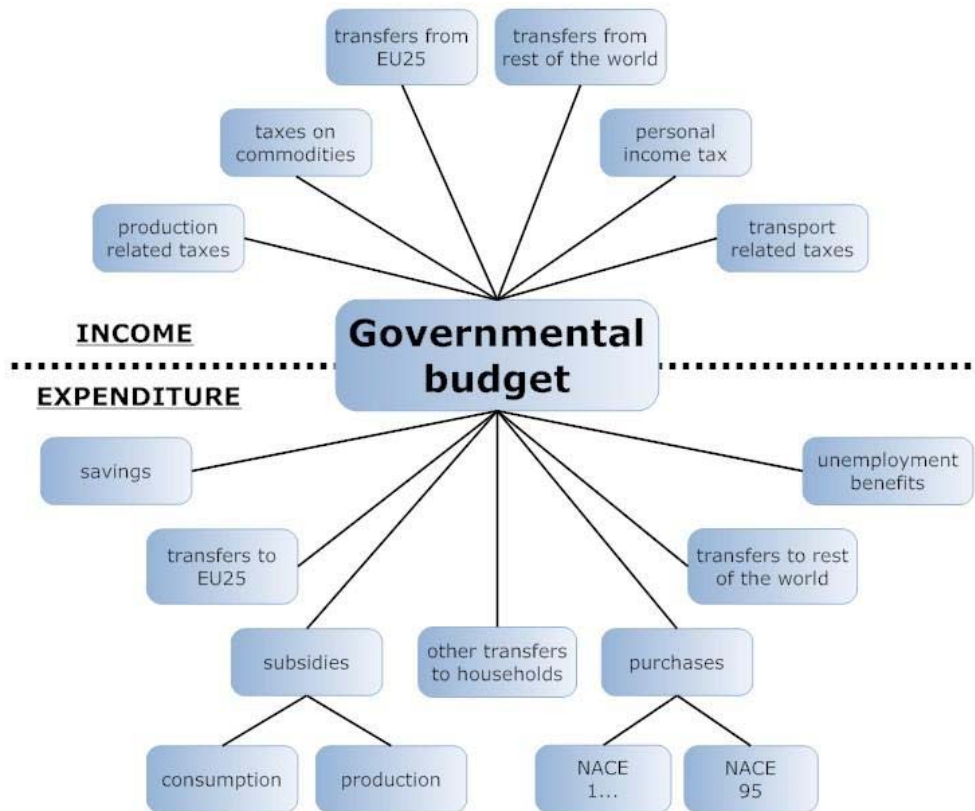 transfers from
EU25
transfers from
rest of the world
taxes on
commodities
personal
income tax
production
related taxes
transport
related taxes
INCOME
Governmental
budget
EXPENDITURE
savings
unemployment
benefits
transfers to
EU25
transfers to rest
of the world
subsidies
other transfers
to households
purchases
consumption
production
NACE
1...
NACE
95